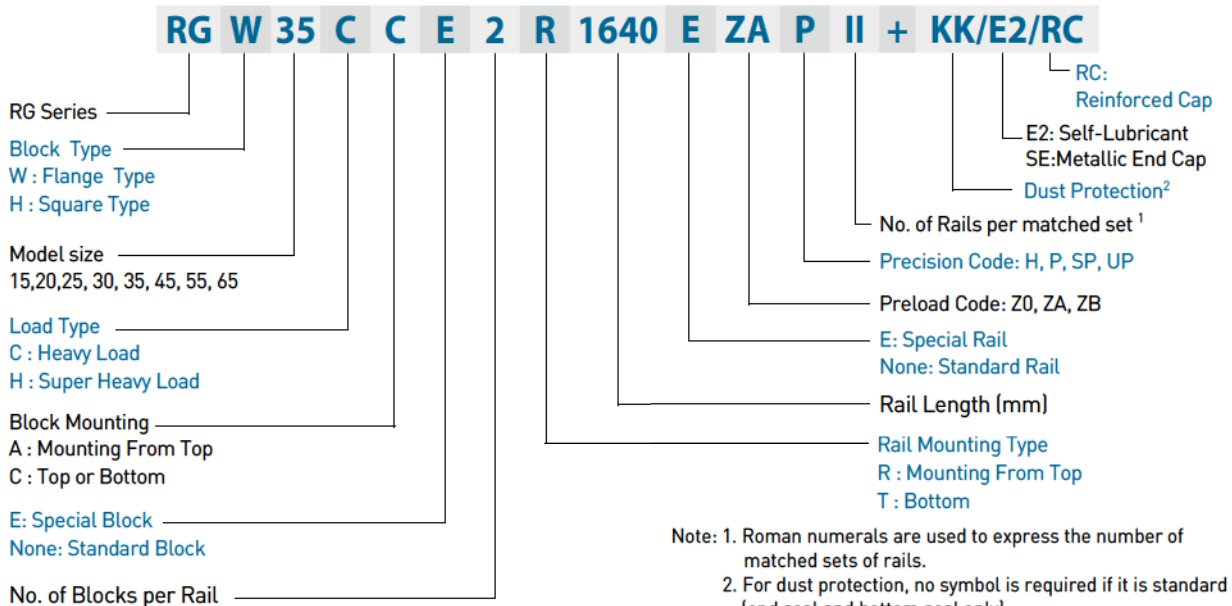 RG W 35 C C E 2 R 1640 E ZA P II + KK/E2/RC
RG Series
Block Type
W : Flange Type
H : Square Type
Model size
15,20,25, 30, 35, 45, 55, 65
Load Type
C : Heavy Load
H : Super Heavy Load
Block Mounting
A : Mounting From Top
C : Top or Bottom
E: Special Block
None: Standard Block
No. of Blocks per Rail
RC:
Reinforced Cap
E2: Self-Lubricant
SE:Metallic End Cap
Dust Protection2
No. of Rails per matched set 1
Precision Code: H, P, SP, UP
Preload Code: Z0, ZA, ZB
E: Special Rail
None: Standard Rail
Rail Length (mm)
Rail Mounting Type
R : Mounting From Top
T : Bottom
Note: 1. Roman numerals are used to express the number of
matched sets of rails.
2. For dust protection, no symbol is required if it is standard